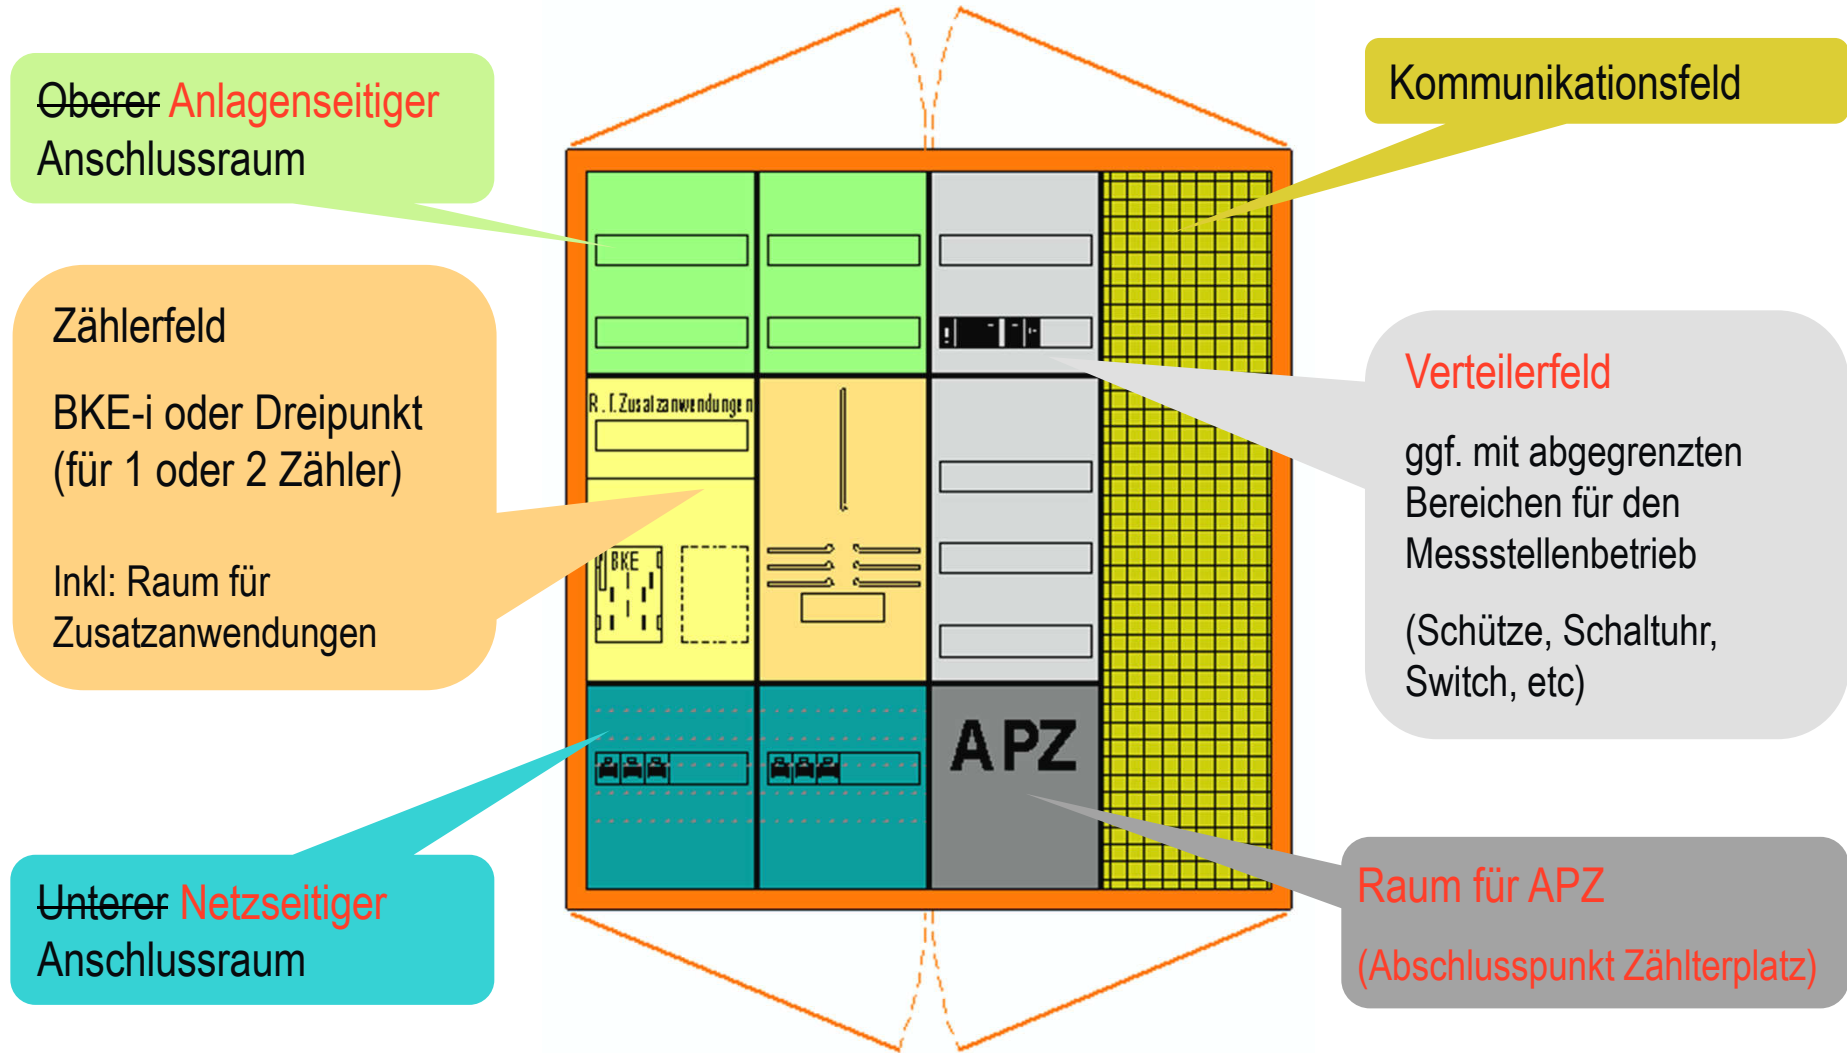 Oberer Anlagenseitiger
Anschlussraum
Kommunikationsfeld
Zählerfeld
BKE-i oder Dreipunkt
(für 1 oder 2 Zähler)
Inkl: Raum für
Zusatzanwendungen
R.f.Zusatzanwendungen
BKE
Verteilerfeld
ggf. mit abgegrenzten
Bereichen für den
Messstellenbetrieb
(Schütze, Schaltuhr,
Switch, etc)
APZ
Unterer Netzseitiger
Anschlussraum
Raum für APZ
(Abschlusspunkt Zählterplatz)